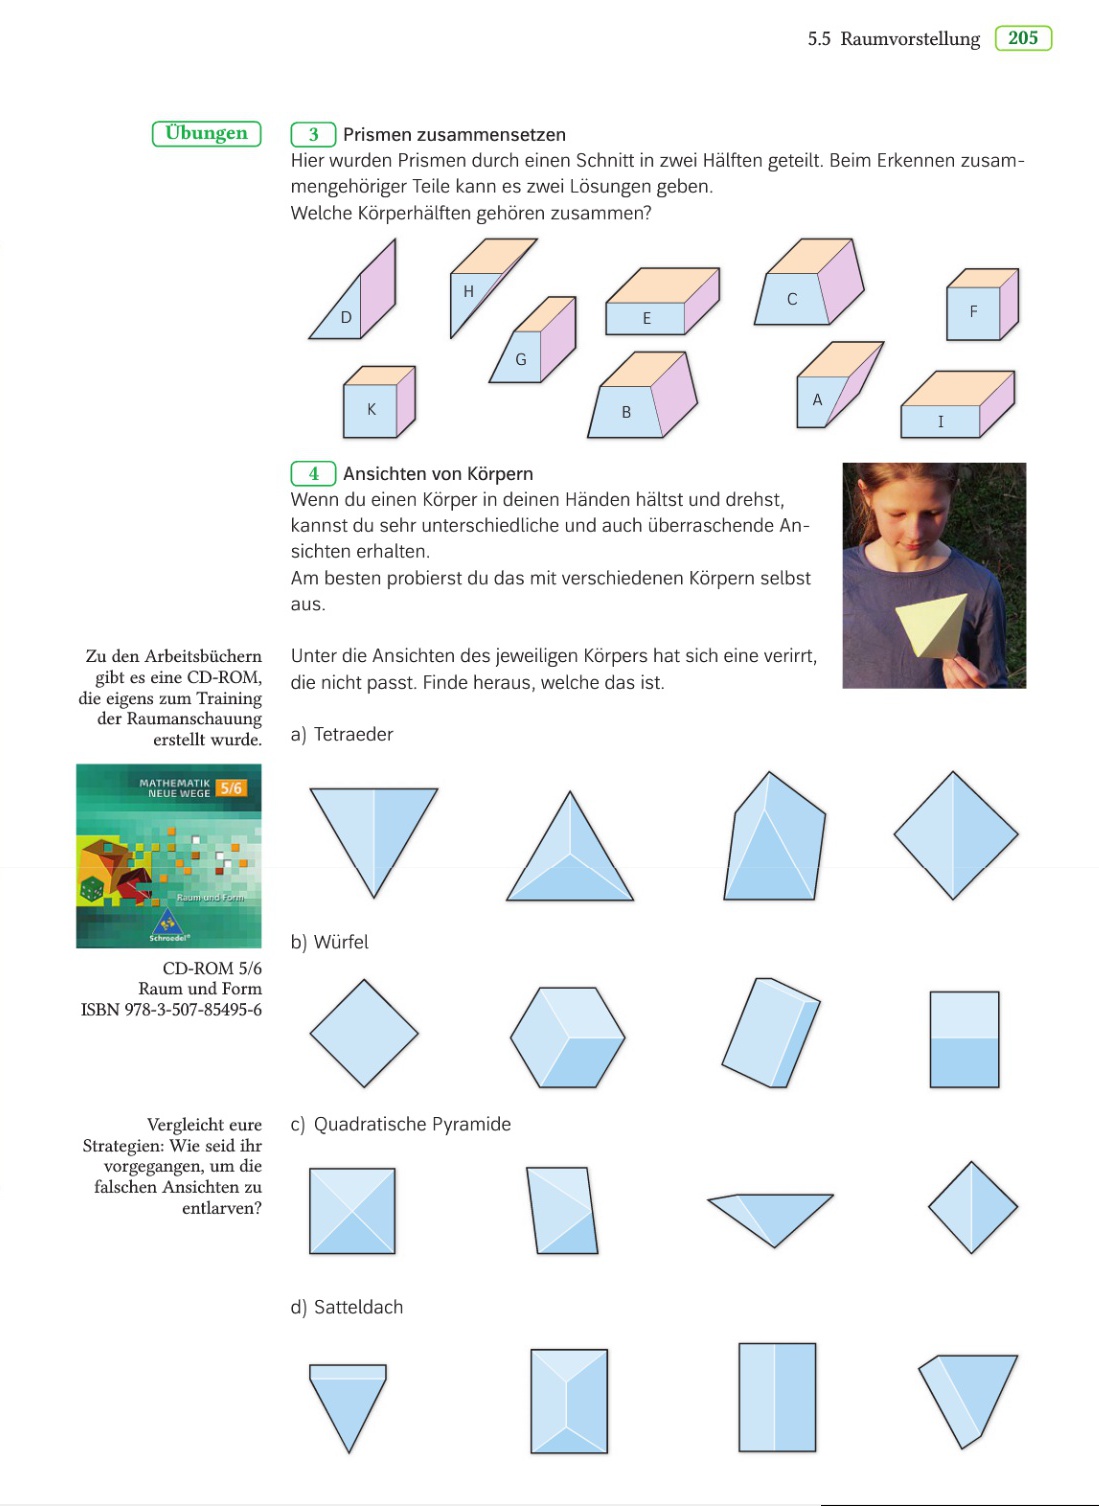 5.5 Raumvorstellung 205
Übungen
3 Prismen zusammensetzen
Hier wurden Prismen durch einen Schnitt in zwei Hälften geteilt. Beim Erkennen zusam-
mengehöriger Teile kann es zwei Lösungen geben.
Welche Körperhälften gehören zusammen?
D
H
G
E
C
F
K
B
A
I
4 Ansichten von Körpern
Wenn du einen Körper in deinen Händen hältst und drehst,
kannst du sehr unterschiedliche und auch überraschende An-
sichten erhalten.
Am besten probierst du das mit verschiedenen Körpern selbst
aus.
Unter die Ansichten des jeweiligen Körpers hat sich eine verirrt,
die nicht passt. Finde heraus, welche das ist.
Zu den Arbeitsbüchern
gibt es eine CD-ROM,
die eigens zum Training
der Raumanschauung
erstellt wurde.
MATHEMATIK
NEUE WEGE 5/6
Raum und Form
Schroedel
CD-ROM 5/6
Raum und Form
ISBN 978-3-507-85495-6
a) Tetraeder
b) Würfel
Vergleicht eure
Strategien: Wie seid ihr
vorgegangen, um die
falschen Ansichten zu
entlarven?
c) Quadratische Pyramide
d) Satteldach